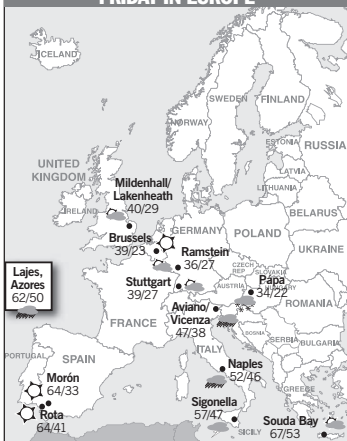 FRIDAY IN EUROPE
ICELAND
SWEDEN
FINLAND
NORWAY
ESTONIA
RUSSIA
LATVIA
LITHUANIA
UNITED
KINGDOM
Mildenhall/
Lakenheath
40/29
IRELAND
BELARUS
Brussels
39/23
GERMANY
POLAND
UKRAINE
Ramstein
36/27
CZECH
REP
SLOVAKIA
Lajes,
Azores
62/50
Stuttgart
39/27
AUSTRIA
Pápa
34/22
HUNGARY
ROMANIA
Aviano/
Vicenza
47/38
FRANCE
BOSNIA
SERBIA
BULGARIA
ITALY
PORTUGAL
SPAIN
Morón
64/33
Naples
52/46
Rota
64/41
Sigonella
57/47
SICILY
GREECE
Souda Bay
67/53